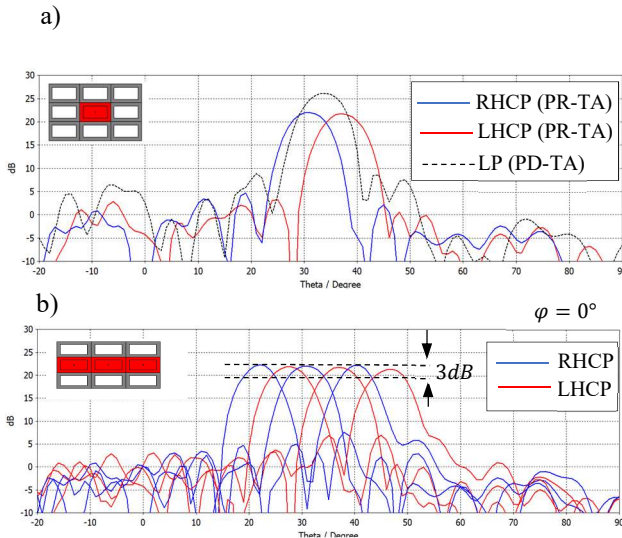 a)
30
25
20
15
10
5
0
-5
-10
dB
RHCP (PR-TA)
LHCP (PR-TA)
LP (PD-TA)
-20 -10 0 10 20 30 40 50 60 70 80 90
Theta / Degree
b)
φ = 0°
30
25
20
15
10
5
0
-5
-10
dB
3dB
RHCP
LHCP
-20 -10 0 10 20 30 40 50 60 70 80 90
Theta / Degree